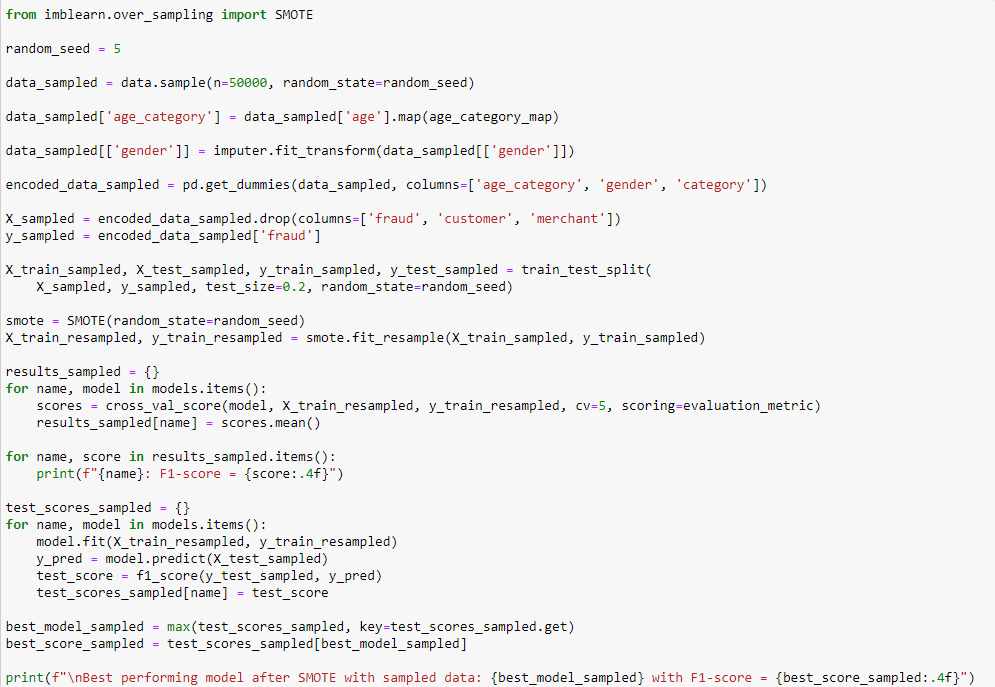 from imblearn.over_sampling import SMOTE
random_seed = 5
data_sampled = data.sample(n=50000, random_state=random_seed)
data_sampled['age_category'] = data_sampled['age'].map(age_category_map)
data_sampled[['gender']] = imputer.fit_transform(data_sampled[['gender']])
encoded_data_sampled = pd.get_dummies(data_sampled, columns=['age_category', 'gender', 'category'])
X_sampled = encoded_data_sampled.drop(columns=['fraud', 'customer', 'merchant'])
y_sampled = encoded_data_sampled['fraud']
X_train_sampled, X_test_sampled, y_train_sampled, y_test_sampled = train_test_split(
    X_sampled, y_sampled, test_size=0.2, random_state=random_seed)
smote = SMOTE(random_state=random_seed)
X_train_resampled, y_train_resampled = smote.fit_resample(X_train_sampled, y_train_sampled)
results_sampled = {}
for name, model in models.items():
    scores = cross_val_score(model, X_train_resampled, y_train_resampled, cv=5, scoring=evaluation_metric)
    results_sampled[name] = scores.mean()
for name, score in results_sampled.items():
    print(f"{name}: F1-score = {score:.4f}")
test_scores_sampled = {}
for name, model in models.items():
    model.fit(X_train_resampled, y_train_resampled)
    y_pred = model.predict(X_test_sampled)
    test_score = f1_score(y_test_sampled, y_pred)
    test_scores_sampled[name] = test_score
best_model_sampled = max(test_scores_sampled, key=test_scores_sampled.get)
best_score_sampled = test_scores_sampled[best_model_sampled]
print(f"\nBest performing model after SMOTE with sampled data: {best_model_sampled} with F1-score = {best_score_sampled:.4f}")